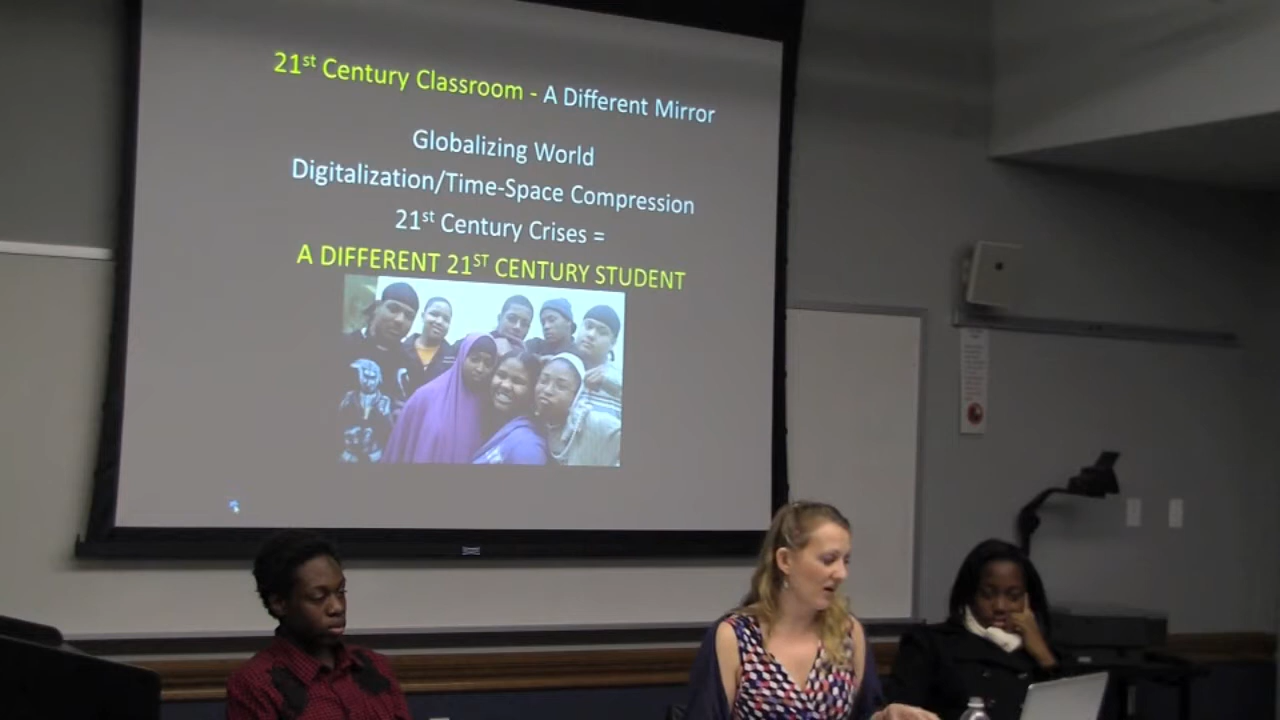 21st Century Classroom - A Different Mirror
Globalizing World
Digitalization/Time-Space Compression
21st Century Crises =
A DIFFERENT 21ST CENTURY STUDENT